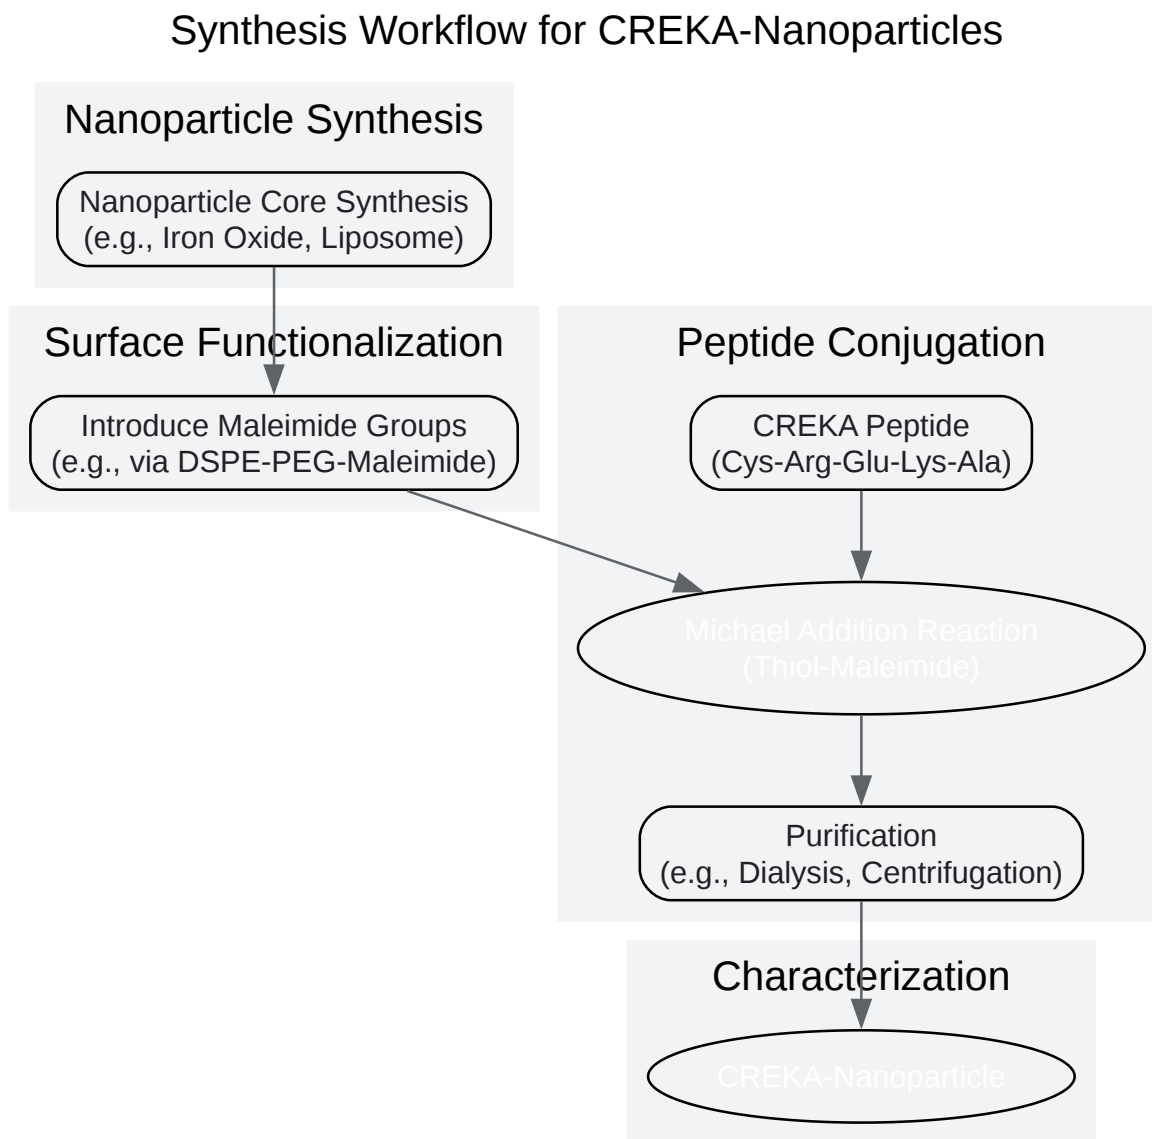 Synthesis Workflow for CREKA-Nanoparticles
Nanoparticle Synthesis
Nanoparticle Core Synthesis
(e.g., Iron Oxide, Liposome)
Surface Functionalization
Introduce Maleimide Groups
(e.g., via DSPE-PEG-Maleimide)
Peptide Conjugation
CREKA Peptide
(Cys-Arg-Glu-Lys-Ala)
Michael Addition Reaction
(Thiol-Maleimide)
Purification
(e.g., Dialysis, Centrifugation)
Characterization
CREKA-Nanoparticle